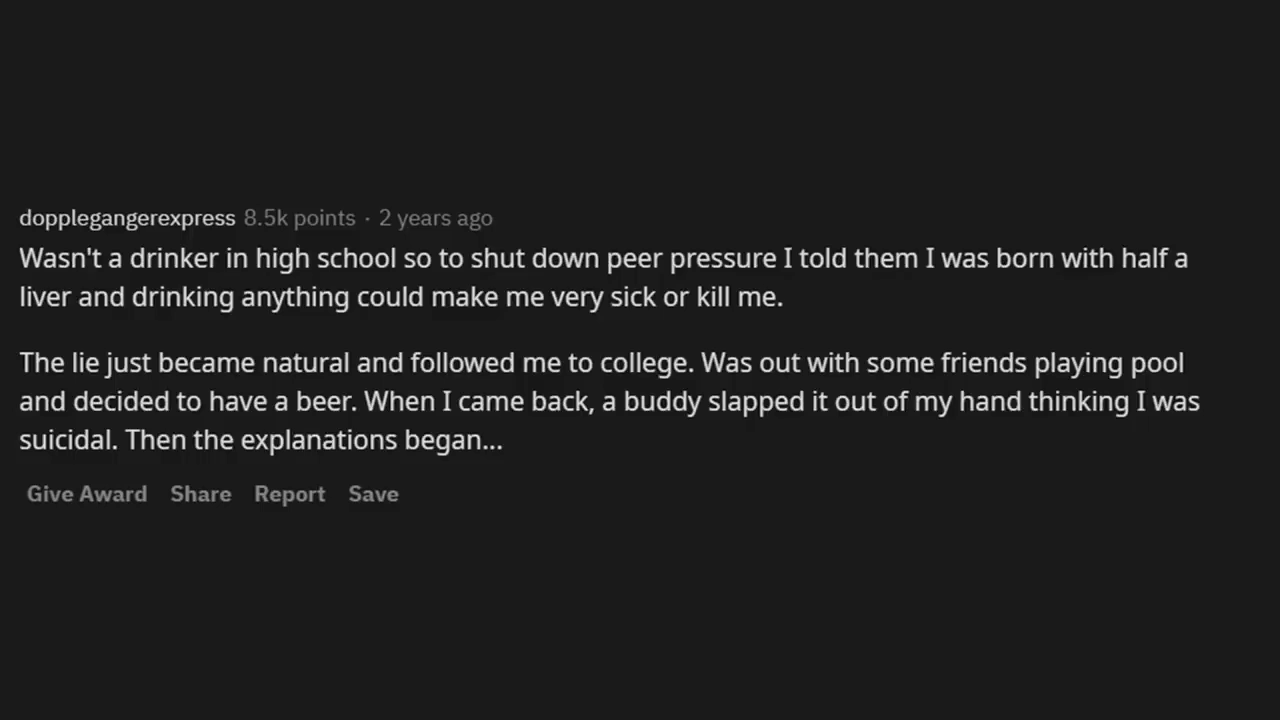 dopplegangerexpress 8.5k points · 2 years ago
Wasn't a drinker in high school so to shut down peer pressure I told them I was born with half a
liver and drinking anything could make me very sick or kill me.
The lie just became natural and followed me to college. Was out with some friends playing pool
and decided to have a beer. When I came back, a buddy slapped it out of my hand thinking I was
suicidal. Then the explanations began...
Give Award Share Report Save